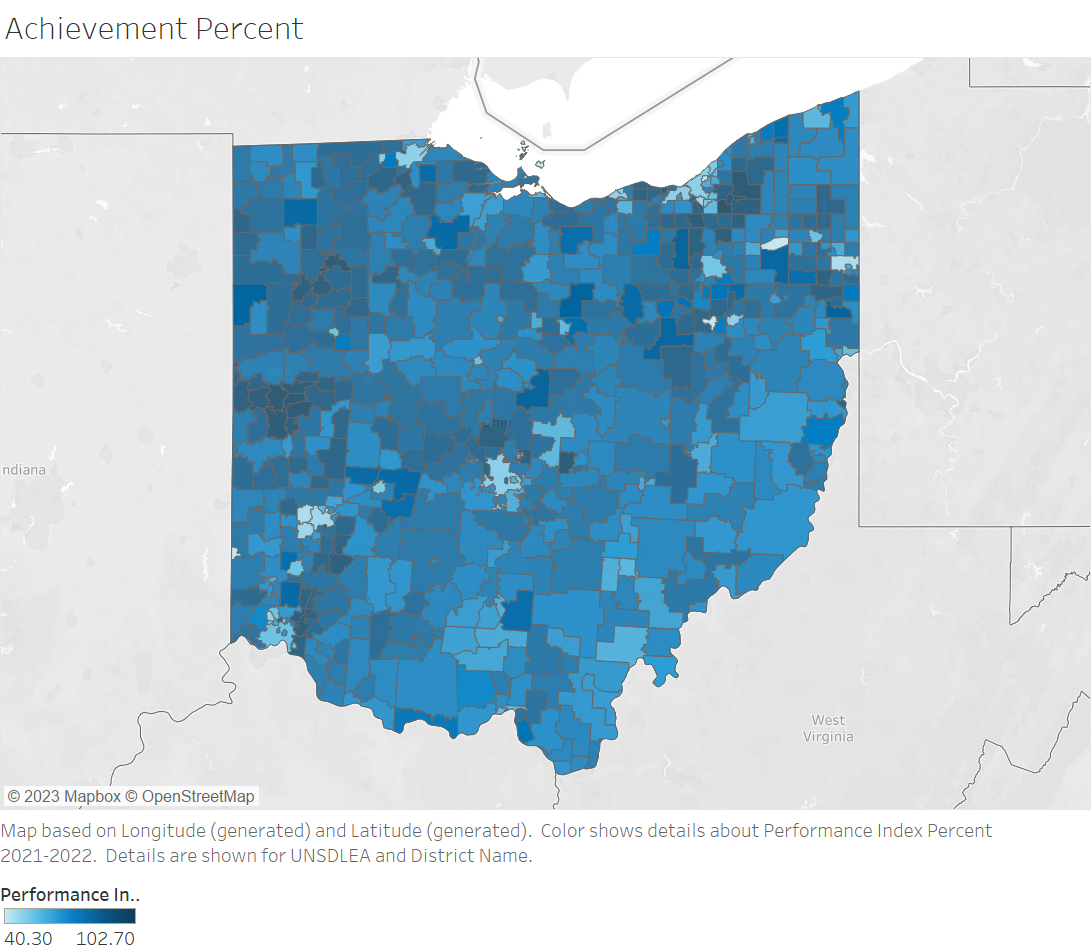 Achievement Percent
Ohio
ndiana
West
Virginia
© 2023 Mapbox © OpenStreetMap
Map based on Longitude (generated) and Latitude (generated).  Color shows details about Performance Index Percent
2021-2022.  Details are shown for UNSDLEA and District Name.
Performance In..
40.30 102.70